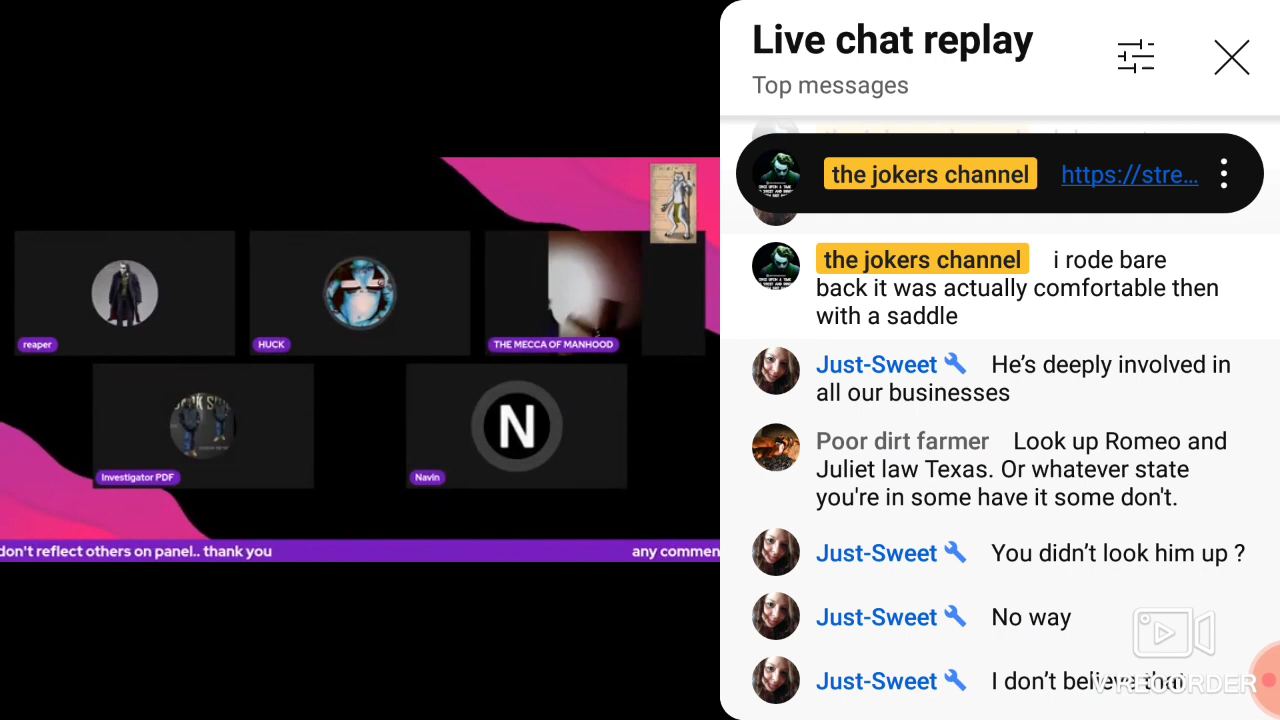 Live chat replay
Top messages
the jokers channel https://stre...
the jokers channel i rode bare
back it was actually comfortable then
with a saddle
Just-Sweet He’s deeply involved in
all our businesses
Poor dirt farmer Look up Romeo and
Juliet law Texas. Or whatever state
you're in some have it some don't.
Just-Sweet You didn’t look him up ?
Just-Sweet No way
Just-Sweet I don’t believe that
V RECORDER
reaper
HUCK
THE MECCA OF MANHOOD
Investigator PDF
N
Navin
don't reflect others on panel.. thank you
any commen